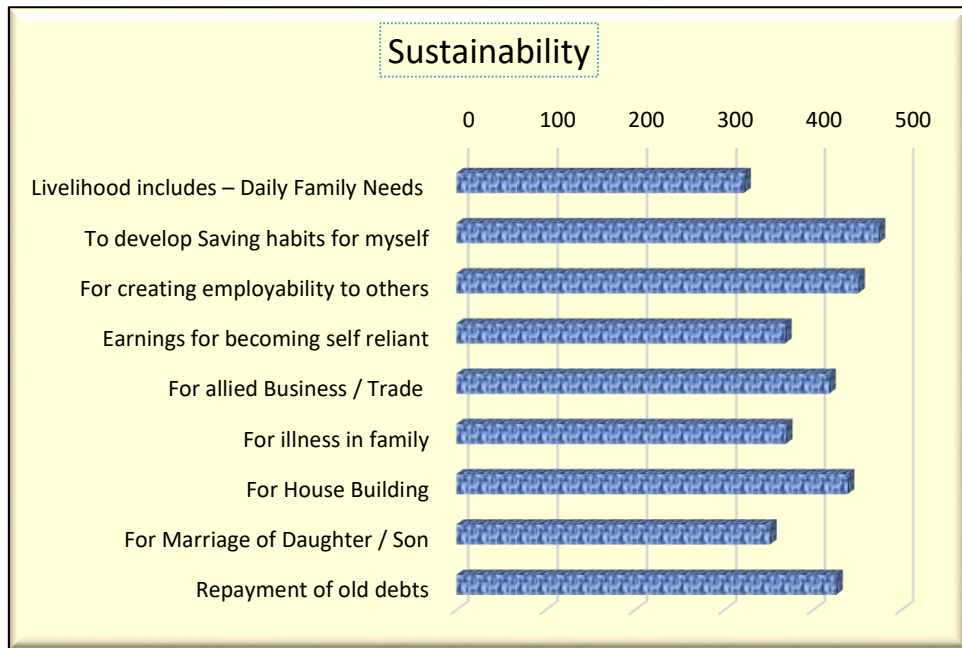 Sustainability
0 100 200 300 400 500
Livelihood includes – Daily Family Needs
To develop Saving habits for myself
For creating employability to others
Earnings for becoming self reliant
For allied Business / Trade
For illness in family
For House Building
For Marriage of Daughter / Son
Repayment of old debts